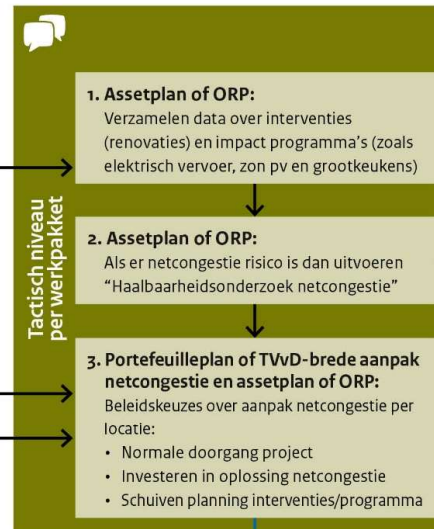 Tactisch niveau
per werkpakket
1. Assetplan of ORP:
Verzamelen data over interventies
(renovaties) en impact programma's (zoals
elektrisch vervoer, zon pv en grootkeukens)
2. Assetplan of ORP:
Als er netcongestie risico is dan uitvoeren
“Haalbaarheidsonderzoek netcongestie”
3. Portefeuilleplan of TVvD-brede aanpak
netcongestie en assetplan of ORP:
Beleidskeuzes over aanpak netcongestie per
locatie:
• Normale doorgang project
• Investeren in oplossing netcongestie
• Schuiven planning interventies/programma